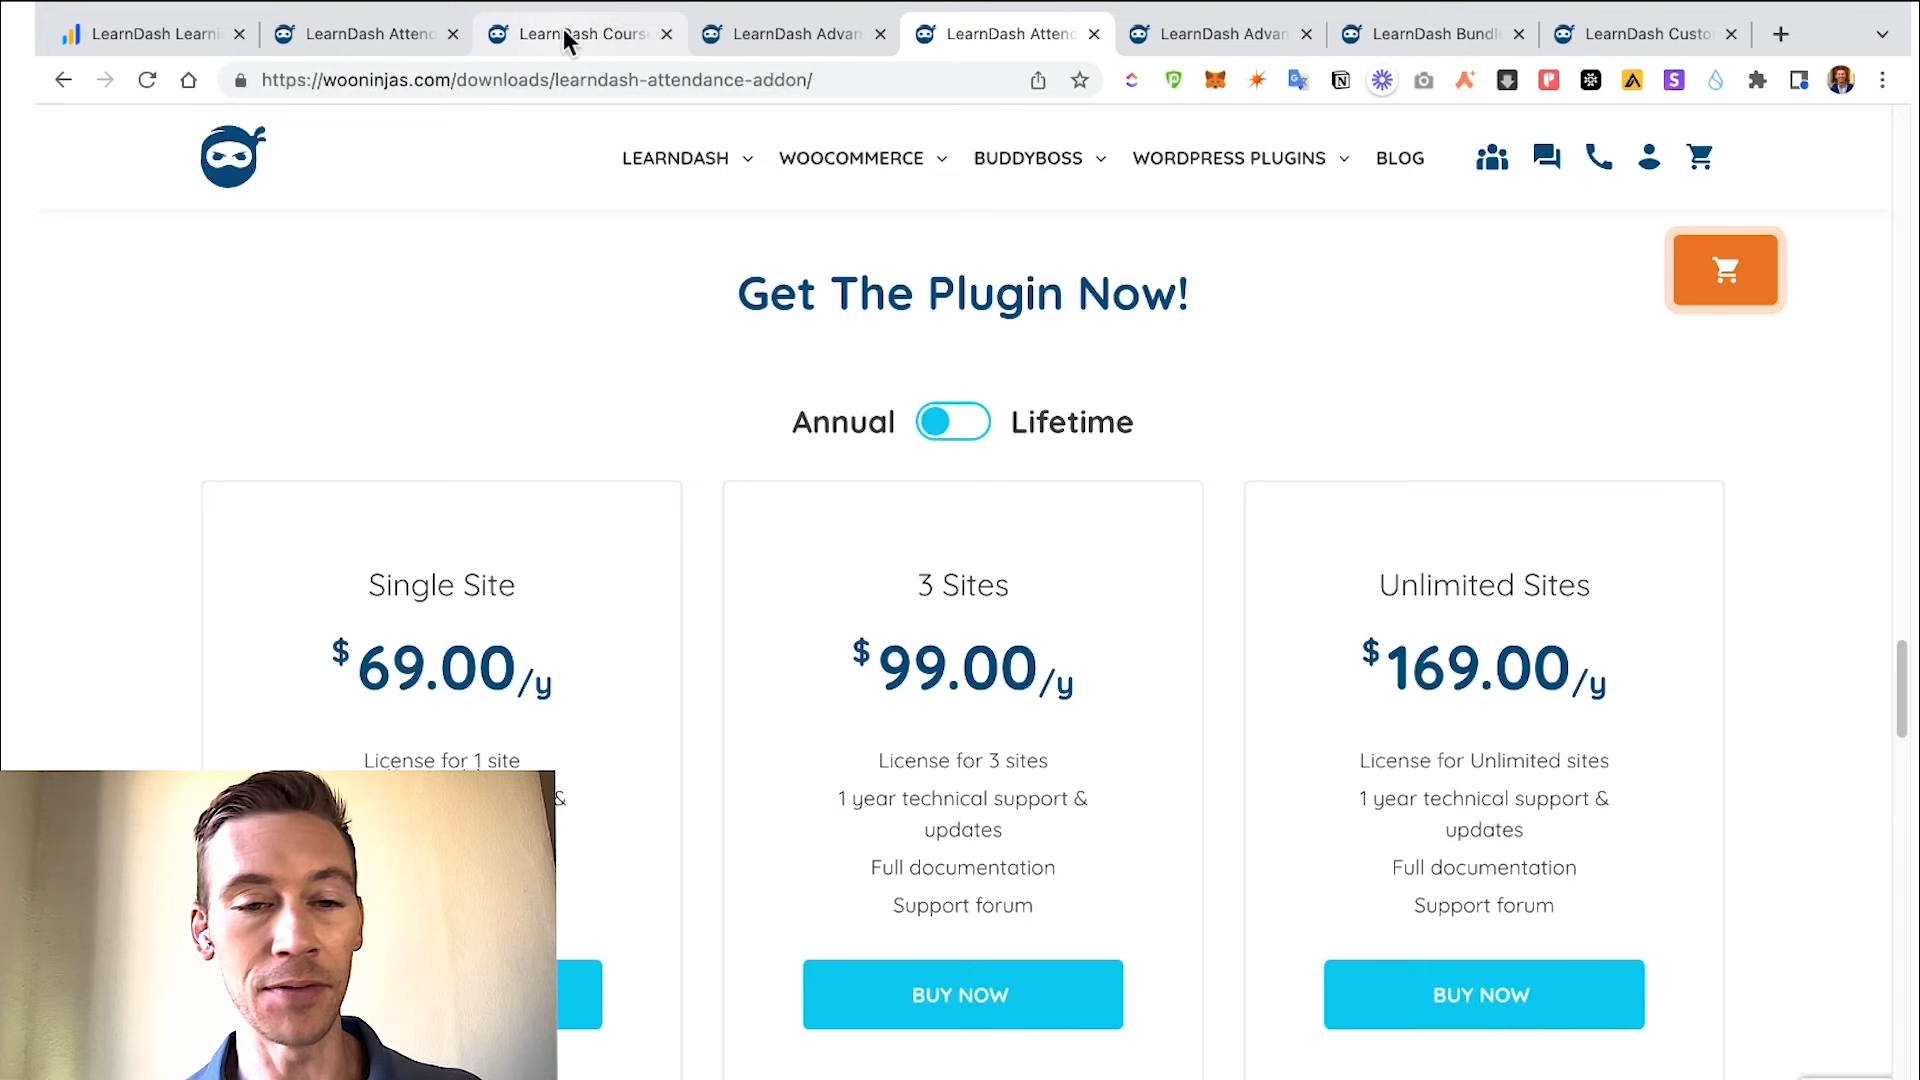 LearnDash Learni
LearnDash Attend
LearnDash Cours
LearnDash Advan
LearnDash Attend
LearnDash Advan
LearnDash Bundl
LearnDash Custo
https://wooninjas.com/downloads/learndash-attendance-addon/
LEARNDASH
WOOCOMMERCE
BUDDYBOSS
WORDPRESS PLUGINS
BLOG
Get The Plugin Now!
Annual
Lifetime
Single Site
$69.00/y
License for 1 site
&
3 Sites
$99.00/y
License for 3 sites
1 year technical support &
updates
Full documentation
Support forum
BUY NOW
Unlimited Sites
$169.00/y
License for Unlimited sites
1 year technical support &
updates
Full documentation
Support forum
BUY NOW